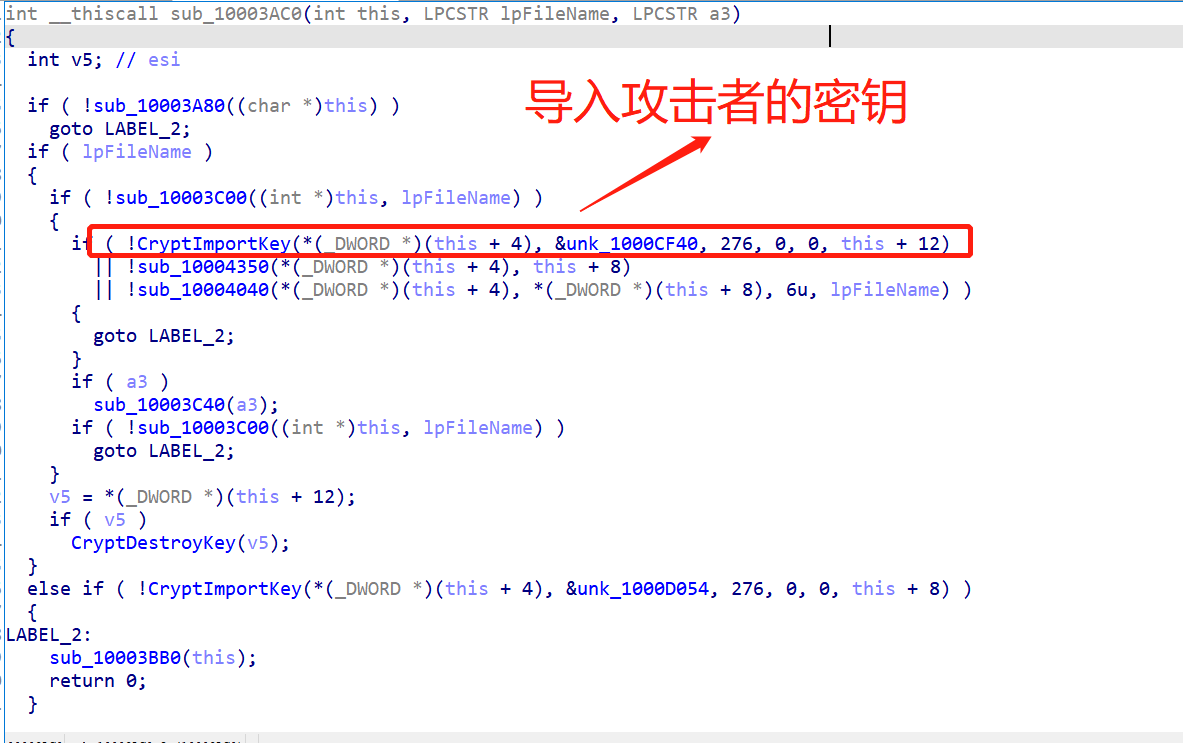 int __thiscall sub_10003AC0(int this, LPCSTR lpFileName, LPCSTR a3)
{
int v5; // esi
if ( !sub_10003A80((char *)this) )
导入攻击者的密钥
goto LABEL_2;
if ( lpFileName )
{
if ( !sub_10003C00((int *)this, lpFileName) )
{
if ( !CryptImportKey(*(_DWORD *)(this + 4), &unk_1000CF40, 276, 0, 0, this + 12)
|| !sub_10004350(*(_DWORD *)(this + 4), this + 8)
|| !sub_10004040(*(_DWORD *)(this + 4), *(_DWORD *)(this + 8), 6u, lpFileName) )
{
goto LABEL_2;
}
if ( a3 )
sub_10003C40(a3);
if ( !sub_10003C00((int *)this, lpFileName) )
goto LABEL_2;
}
v5 = *(_DWORD *)(this + 12);
if ( v5 )
CryptDestroyKey(v5);
}
else if ( !CryptImportKey(*(_DWORD *)(this + 4), &unk_1000D054, 276, 0, 0, this + 8) )
{
LABEL_2:
sub_10003BB0(this);
return 0;
}